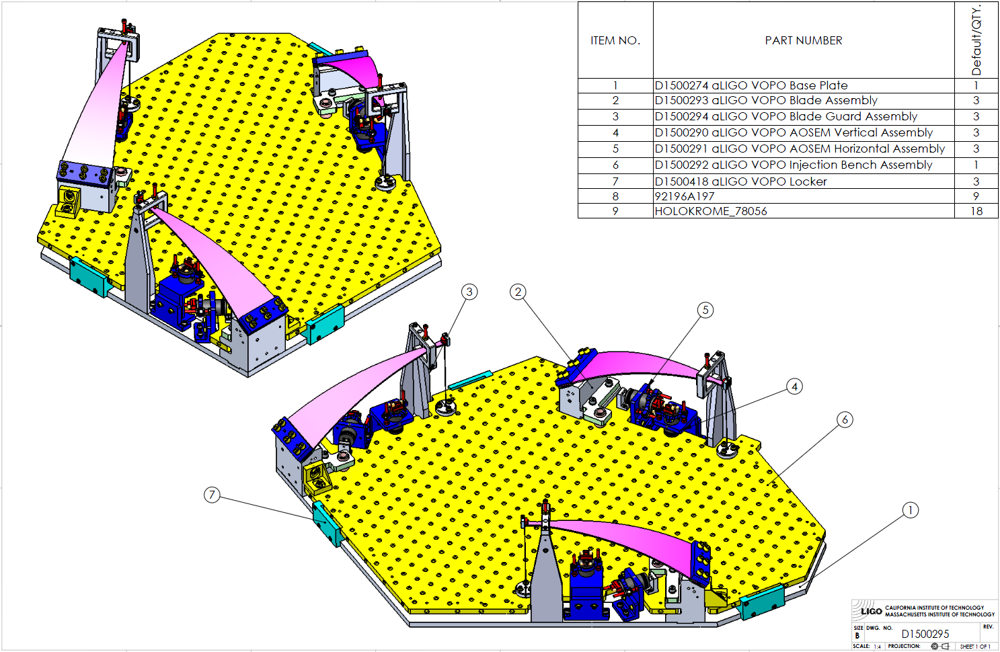 ITEM NO. PART NUMBER Default/QTY.
1 D1500274 aLIGO VOPO Base Plate 1
2 D1500293 aLIGO VOPO Blade Assembly 3
3 D1500294 aLIGO VOPO Blade Guard Assembly 3
4 D1500290 aLIGO VOPO AOSEM Vertical Assembly 3
5 D1500291 aLIGO VOPO AOSEM Horizontal Assembly 3
6 D1500292 aLIGO VOPO Injection Bench Assembly 1
7 D1500418 aLIGO VOPO Locker 3
8 92196A197 9
9 HOLOKROME_78056 18
3
2
5
4
6
7
1
LIGO
CALIFORNIA INSTITUTE OF TECHNOLOGY
MASSACHUSETTS INSTITUTE OF TECHNOLOGY
SIZE DWG. NO. REV.
B D1500295
SCALE: 1:4 PROJECTION: SHEET 1 OF 1